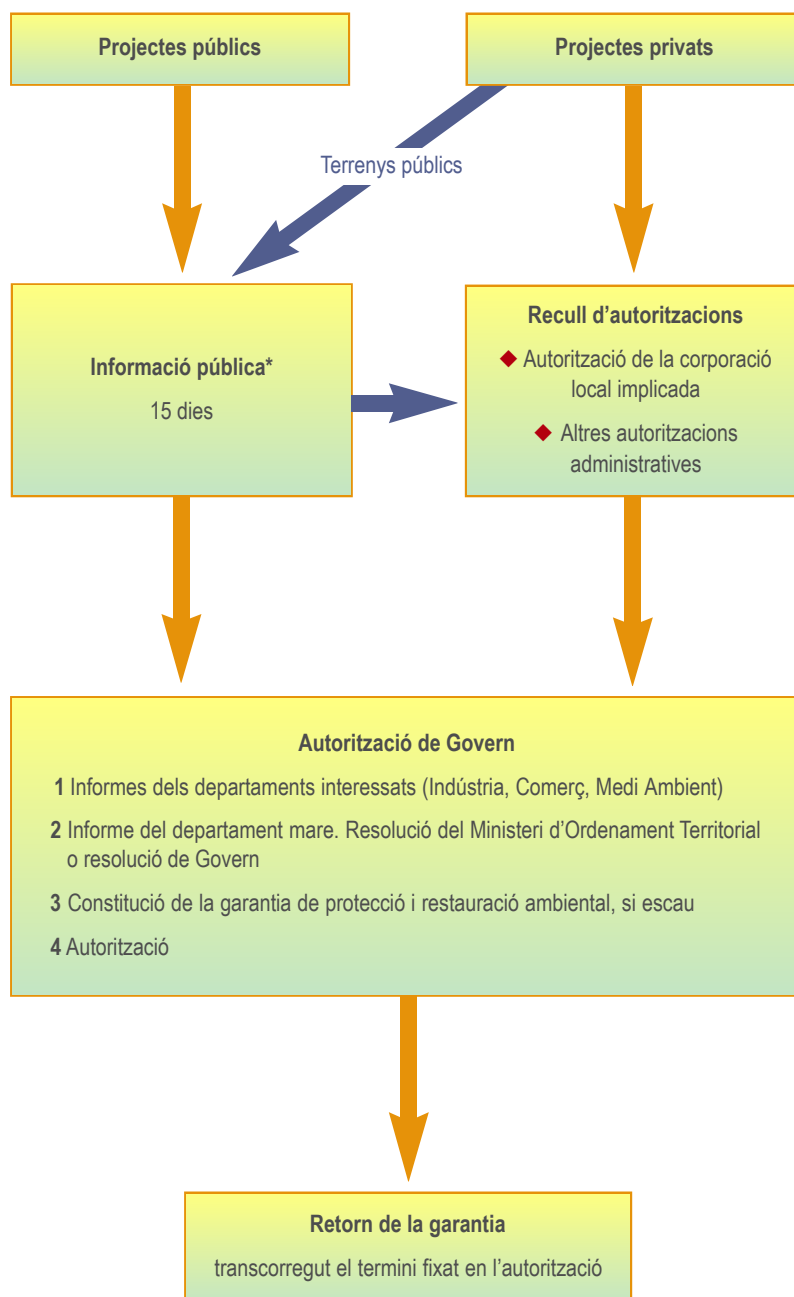 Projectes públics
Projectes privats
Terrenys públics
Informació pública*
15 dies
Recull d’autoritzacions
◆ Autorització de la corporació
local implicada
◆ Altres autoritzacions
administratives
Autorització de Govern
1 Informes dels departaments interessats (Indústria, Comerç, Medi Ambient)
2 Informe del departament mare. Resolució del Ministeri d’Ordenament Territorial
o resolució de Govern
3 Constitució de la garantia de protecció i restauració ambiental, si escau
4 Autorització
Retorn de la garantia
transcorregut el termini fixat en l’autorització